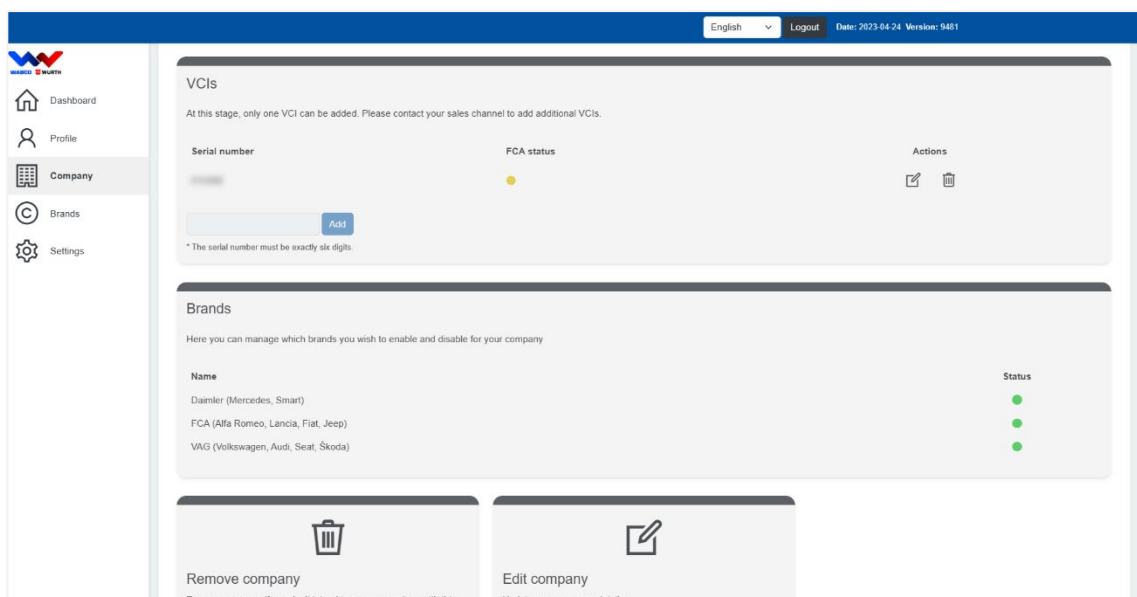 English
Logout
Date: 2023-04-24 Version: 9481
WABCO WURTH
Dashboard
Profile
Company
Brands
Settings
VCIs
At this stage, only one VCI can be added. Please contact your sales channel to add additional VCIs.
Serial number FCA status Actions
Add
* The serial number must be exactly six digits.
Brands
Here you can manage which brands you wish to enable and disable for your company
Name Status
Daimler (Mercedes, Smart)
FCA (Alfa Romeo, Lancia, Fiat, Jeep)
VAG (Volkswagen, Audi, Seat, Škoda)
Remove company
Edit company